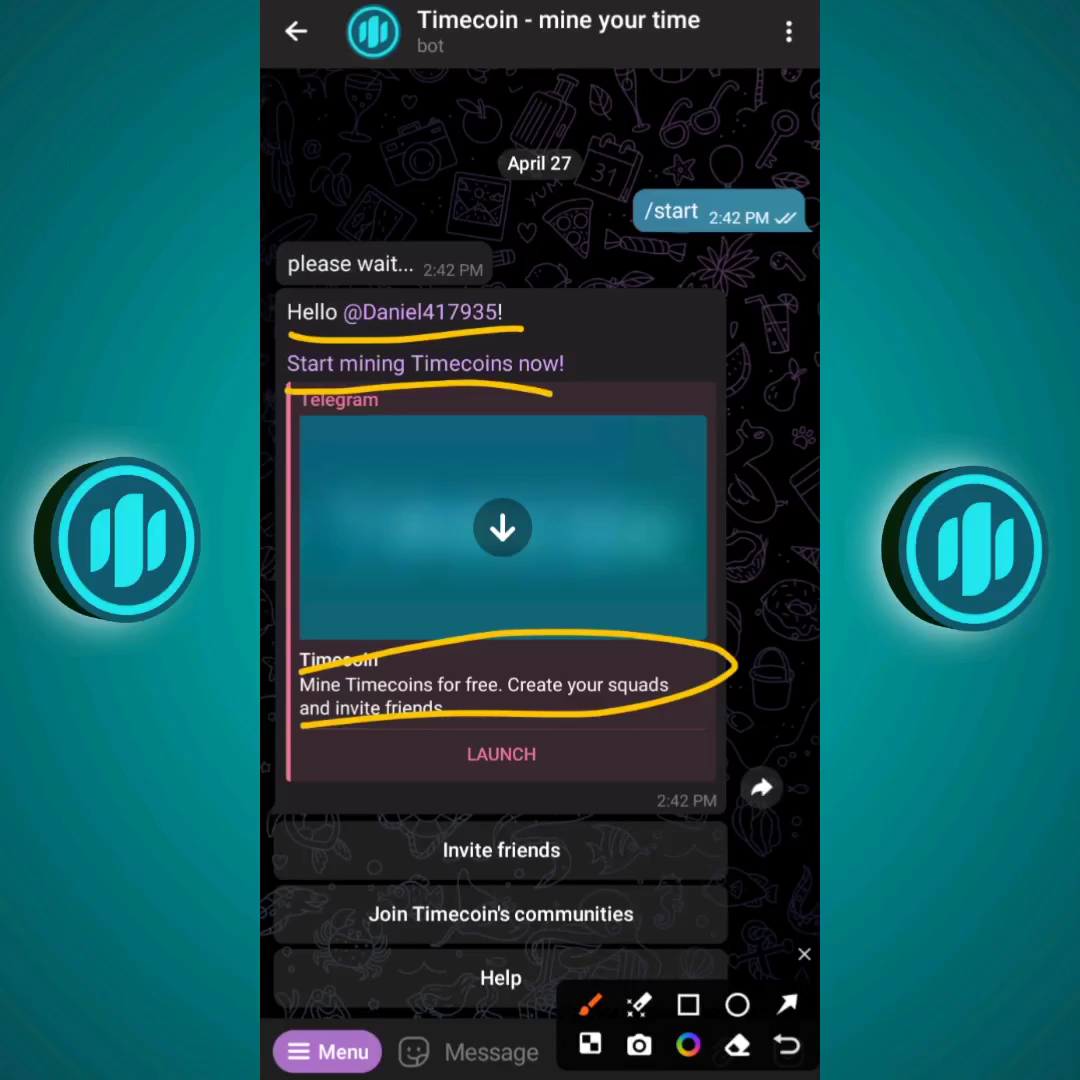 Timecoin - mine your time
bot
April 27
/start 2:42 PM
please wait... 2:42 PM
Hello @Daniel417935!
Start mining Timecoins now!
Telegram
Timecoin
Mine Timecoins for free. Create your squads
and invite friends
LAUNCH
2:42 PM
Invite friends
Join Timecoin's communities
Help
Menu
Message